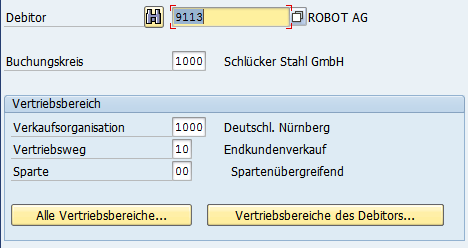 Debitor 9113 ROBOT AG
Buchungskreis 1000 Schlücker Stahl GmbH
Vertriebsbereich
Verkaufsorganisation 1000 Deutschl. Nürnberg
Vertriebsweg 10 Endkundenverkauf
Sparte 00 Spartenübergreifend
Alle Vertriebsbereiche... Vertriebsbereiche des Debitors...